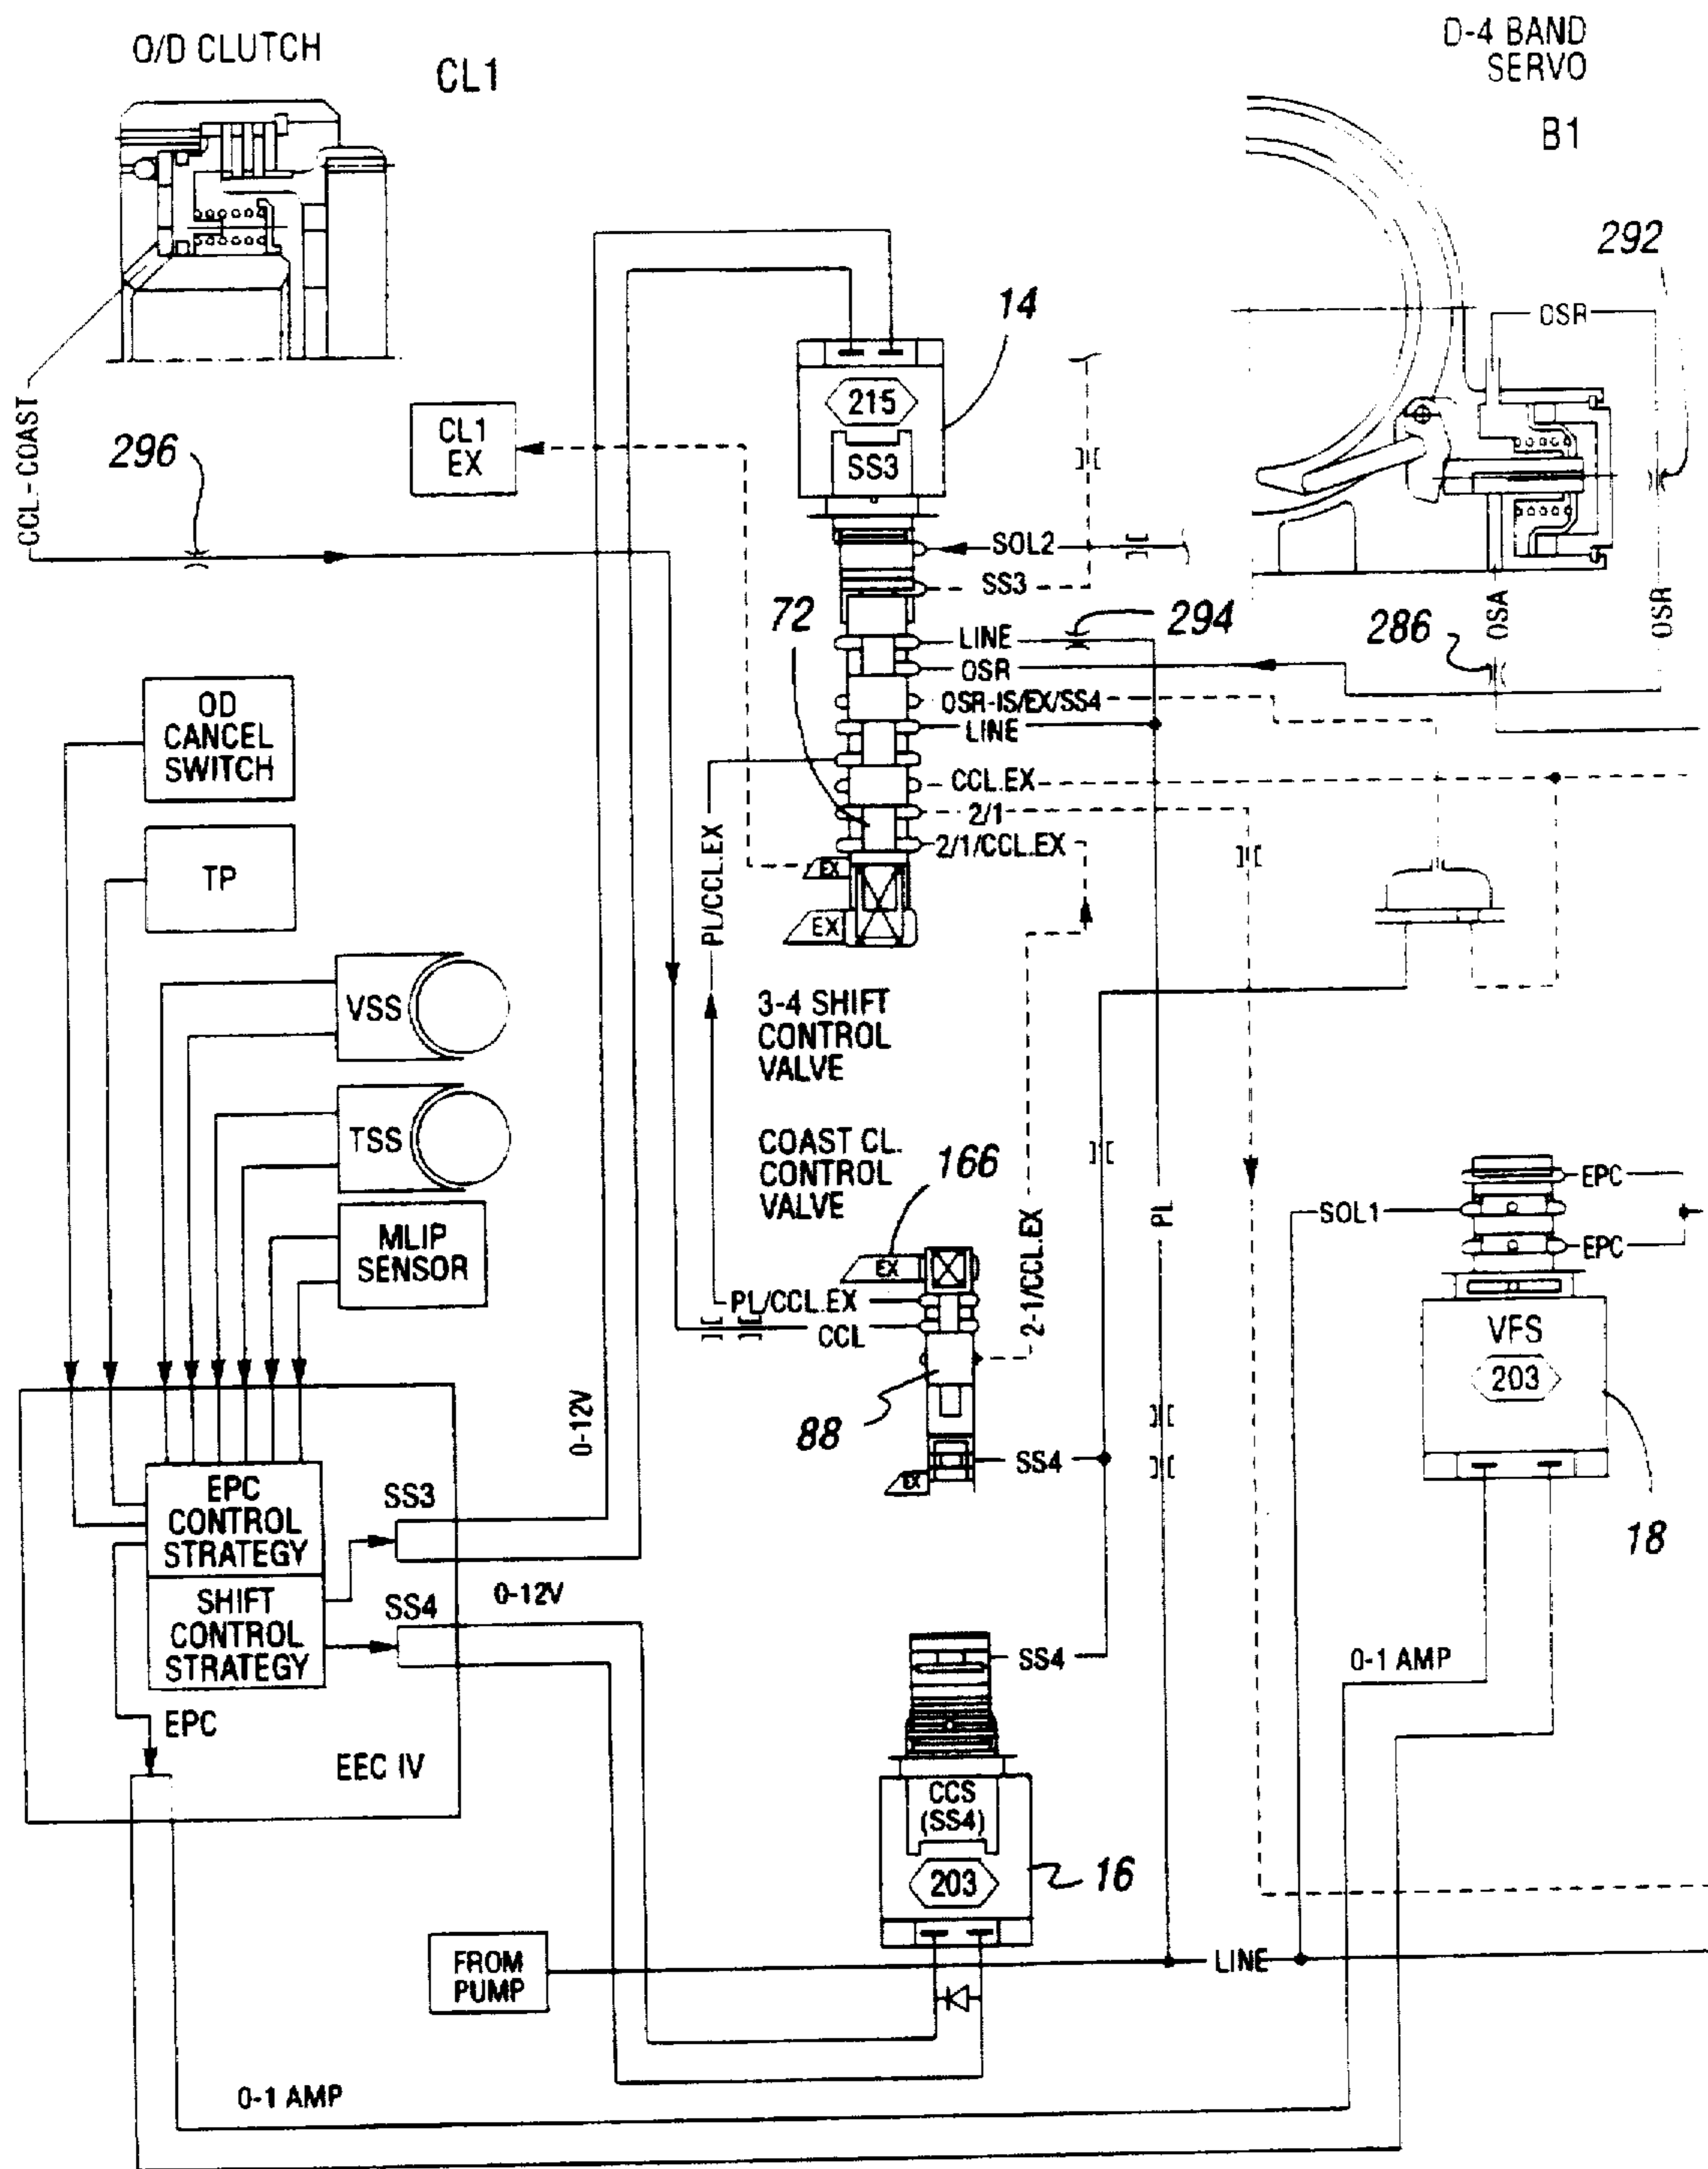 O/D CLUTCH
CL1
D-4 BAND
SERVO
B1
292
14
OSR
215
SS3
CL1
EX
296
CCL-COAST
SOL2
SS3
72
294
LINE
OSR
286
OSA
OSR
OSR-IS/EX/SS4
LINE
OD
CANCEL
SWITCH
PL/CCL.EX
CCL.EX
2/1
2/1/CCL.EX
EX
EX
TP
VSS
3-4 SHIFT
CONTROL
VALVE
TSS
COAST CL.
CONTROL
VALVE
166
EPC
SOL1
EPC
PL
2-1/CCL.EX
MLIP
SENSOR
EX
PL/CCL.EX
CCL
VFS
203
88
0-12V
SS4
EX
18
EPC
CONTROL
STRATEGY
SS3
0-12V
SHIFT
CONTROL
STRATEGY
SS4
SS4
0-1 AMP
EPC
EEC IV
CCS
(SS4)
203
16
FROM
PUMP
LINE
0-1 AMP